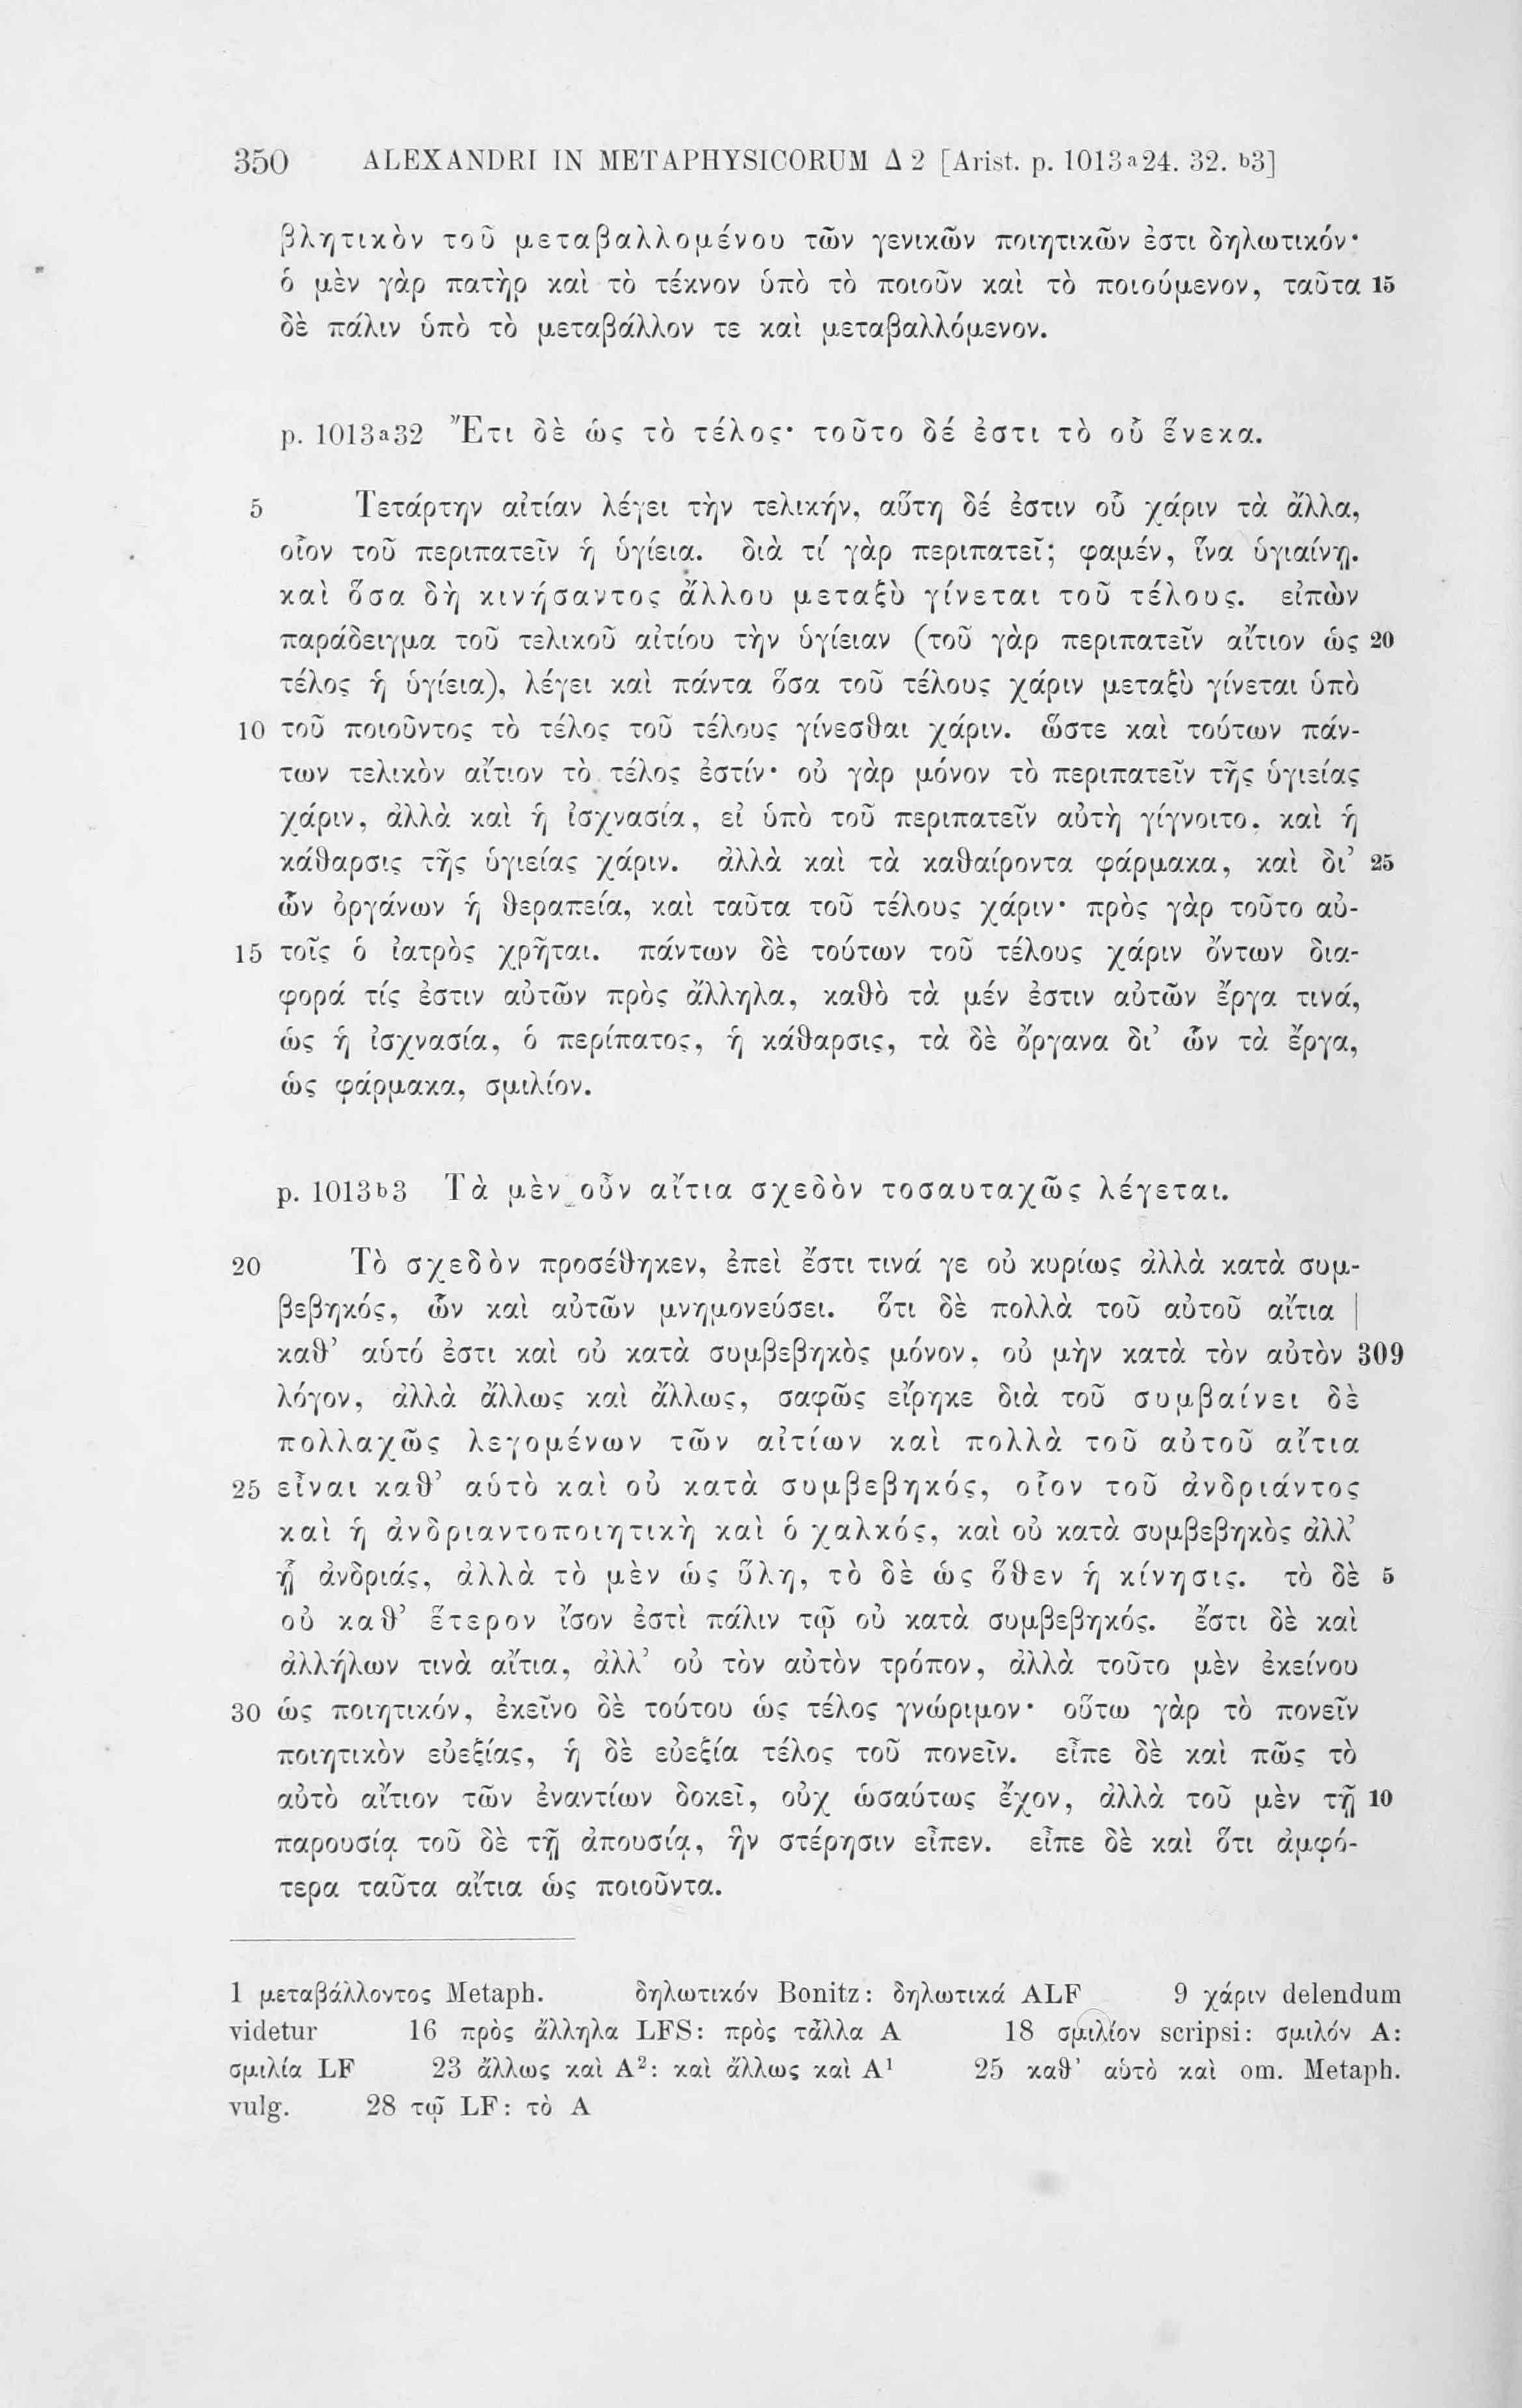 350 ALEXANDRI IN METAPHYSICORUM Δ 2 [Arist. p. 1013a24. 32. b3]
βλητικὸν τοῦ μεταβαλλομένου τῶν γενικῶν ποιητικῶν ἐστι δηλωτικόν·
ὁ μὲν γὰρ πατὴρ καὶ τὸ τέκνον ὑπὸ τὸ ποιοῦν καὶ τὸ ποιούμενον, ταῦτα 15
δὲ πάλιν ὑπὸ τὸ μεταβάλλον τε καὶ μεταβαλλόμενον.
p. 1013a32 Ἔτι δὲ ὡς τὸ τέλος· τοῦτο δέ ἐστι τὸ οὗ ἕνεκα.
5 Τετάρτην αἰτίαν λέγει τὴν τελικήν, αὕτη δέ ἐστιν οὗ χάριν τὰ ἄλλα,
οἷον τοῦ περιπατεῖν ἡ ὑγίεια. διὰ τί γὰρ περιπατεῖ; φαμέν, ἵνα ὑγιαίνῃ.
καὶ ὅσα δὴ κινήσαντος ἄλλου μεταξὺ γίνεται τοῦ τέλους. εἰπὼν
παράδειγμα τοῦ τελικοῦ αἰτίου τὴν ὑγίειαν (τοῦ γὰρ περιπατεῖν αἴτιον ὡς 20
τέλος ἡ ὑγίεια), λέγει καὶ πάντα ὅσα τοῦ τέλους χάριν μεταξὺ γίνεται ὑπὸ
10 τοῦ ποιοῦντος τὸ τέλος τοῦ τέλους γίνεσθαι χάριν. ὥστε καὶ τούτων πάν-
των τελικὸν αἴτιον τὸ τέλος ἐστίν· οὐ γὰρ μόνον τὸ περιπατεῖν τῆς ὑγιείας
χάριν, ἀλλὰ καὶ ἡ ἰσχνασία, εἰ ὑπὸ τοῦ περιπατεῖν αὐτὴ γίγνοιτο, καὶ ἡ
κάθαρσις τῆς ὑγιείας χάριν. ἀλλὰ καὶ τὰ καθαίροντα φάρμακα, καὶ δι’ 25
ὧν ὀργάνων ἡ θεραπεία, καὶ ταῦτα τοῦ τέλους χάριν· πρὸς γὰρ τοῦτο αὐ-
15 τοῖς ὁ ἰατρὸς χρῆται. πάντων δὲ τούτων τοῦ τέλους χάριν ὄντων δια-
φορά τίς ἐστιν αὐτῶν πρὸς ἄλληλα, καθὸ τὰ μέν ἐστιν αὐτῶν ἔργα τινά,
ὡς ἡ ἰσχνασία, ὁ περίπατος, ἡ κάθαρσις, τὰ δὲ ὄργανα δι’ ὧν τὰ ἔργα,
ὡς φάρμακα, σμιλίον.
p. 1013b3 Τὰ μὲν οὖν αἴτια σχεδὸν τοσαυταχῶς λέγεται.
20 Τὸ σχεδὸν προσέθηκεν, ἐπεὶ ἔστι τινά γε οὐ κυρίως ἀλλὰ κατὰ συμ-
βεβηκός, ὧν καὶ αὐτῶν μνημονεύσει. ὅτι δὲ πολλὰ τοῦ αὐτοῦ αἴτια |
καθ’ αὑτό ἐστι καὶ οὐ κατὰ συμβεβηκὸς μόνον, οὐ μὴν κατὰ τὸν αὐτὸν 309
λόγον, ἀλλὰ ἄλλως καὶ ἄλλως, σαφῶς εἴρηκε διὰ τοῦ συμβαίνει δὲ
πολλαχῶς λεγομένων τῶν αἰτίων καὶ πολλὰ τοῦ αὐτοῦ αἴτια
25 εἶναι καθ’ αὑτὸ καὶ οὐ κατὰ συμβεβηκός, οἷον τοῦ ἀνδριάντος
καὶ ἡ ἀνδριαντοποιητικὴ καὶ ὁ χαλκός, καὶ οὐ κατὰ συμβεβηκὸς ἀλλ’
ᾗ ἀνδριάς, ἀλλὰ τὸ μὲν ὡς ὕλη, τὸ δὲ ὡς ὅθεν ἡ κίνησις. τὸ δὲ 5
οὐ καθ’ ἕτερον ἴσον ἐστὶ πάλιν τῷ οὐ κατὰ συμβεβηκός. ἔστι δὲ καὶ
ἀλλήλων τινὰ αἴτια, ἀλλ’ οὐ τὸν αὐτὸν τρόπον, ἀλλὰ τοῦτο μὲν ἐκείνου
30 ὡς ποιητικόν, ἐκεῖνο δὲ τούτου ὡς τέλος γνώριμον· οὕτω γὰρ τὸ πονεῖν
ποιητικὸν εὐεξίας, ἡ δὲ εὐεξία τέλος τοῦ πονεῖν. εἶπε δὲ καὶ πῶς τὸ
αὐτὸ αἴτιον τῶν ἐναντίων δοκεῖ, οὐχ ὡσαύτως ἔχον, ἀλλὰ τοῦ μὲν τῇ 10
παρουσίᾳ τοῦ δὲ τῇ ἀπουσίᾳ, ἣν στέρησιν εἶπεν. εἶπε δὲ καὶ ὅτι ἀμφό-
τερα ταῦτα αἴτια ὡς ποιοῦντα.
1 μεταβάλλοντος Metaph. δηλωτικόν Bonitz: δηλωτικά ALF 9 χάριν delendum
videtur 16 πρὸς ἄλληλα LFS: πρὸς τἆλλα A 18 σμιλίον scripsi: σμιλόν A:
σμιλία LF 23 ἄλλως καὶ A²: καὶ ἄλλως καὶ A¹ 25 καθ’ αὑτὸ καὶ om. Metaph.
vulg. 28 τῷ LF: τὸ A